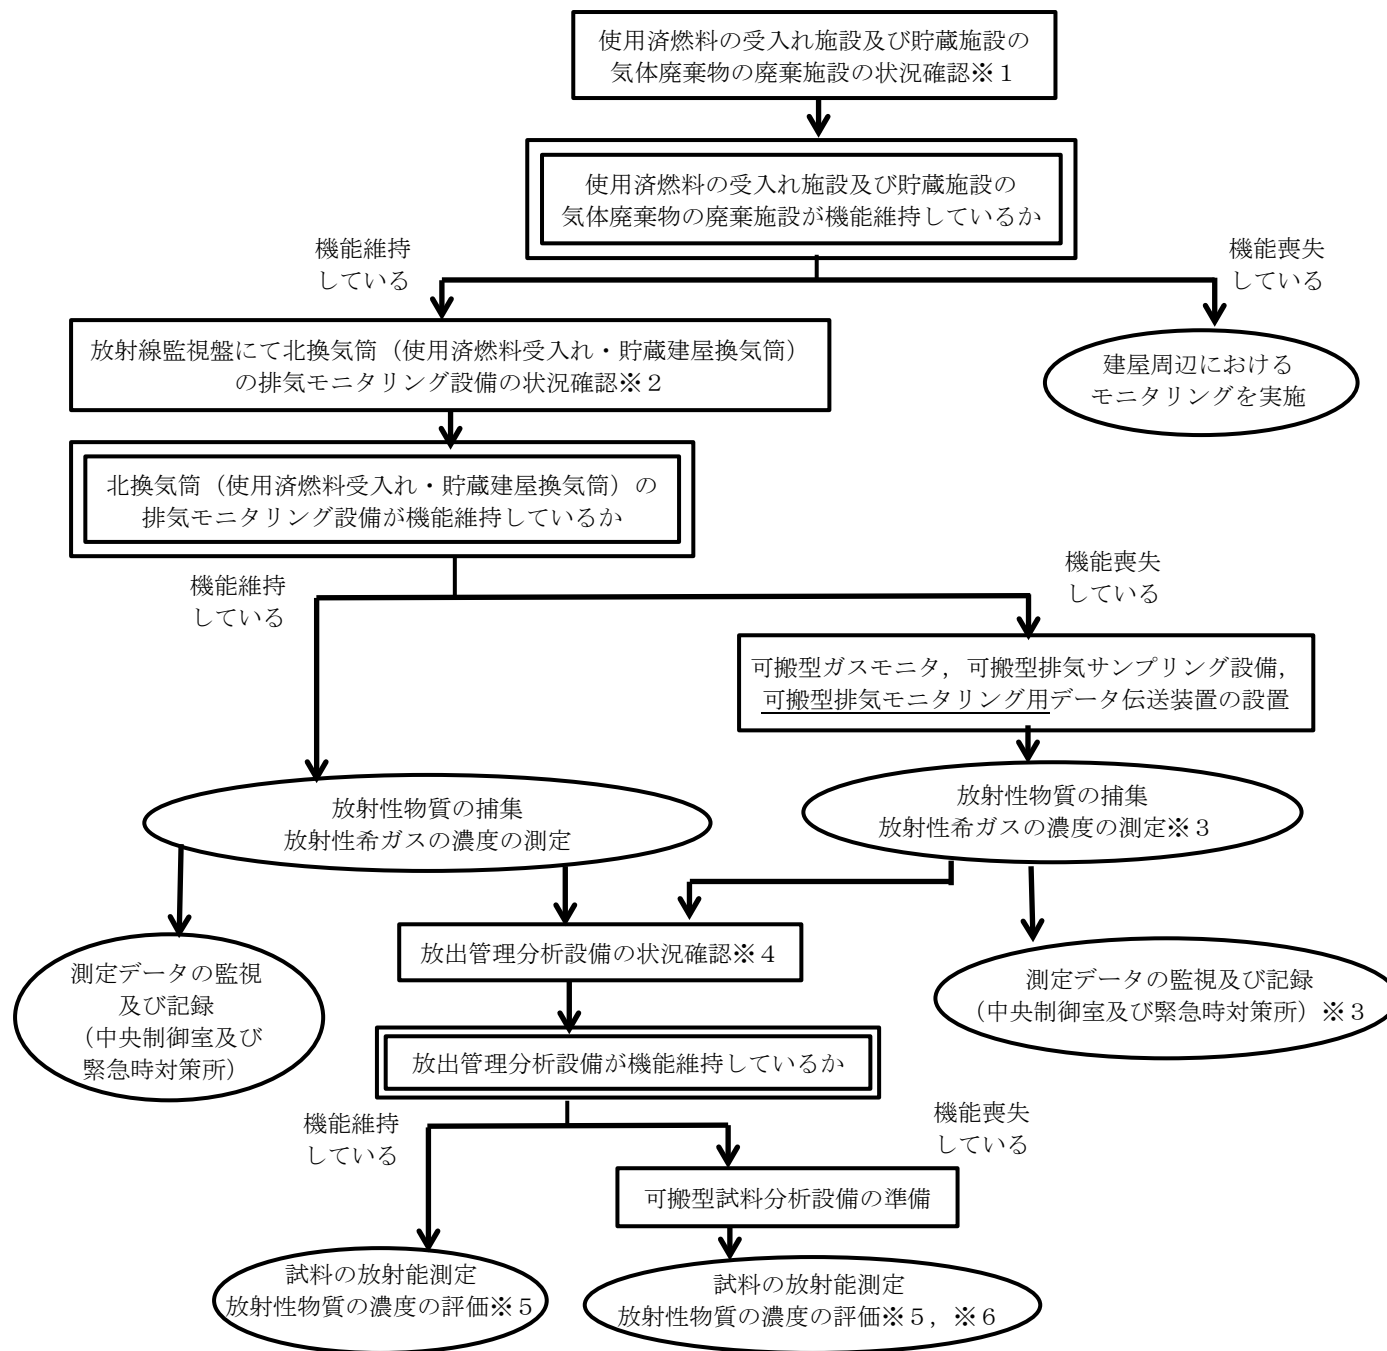 使用済燃料の受入れ施設及び貯蔵施設の
気体廃棄物の廃棄施設の状況確認※１
使用済燃料の受入れ施設及び貯蔵施設の
気体廃棄物の廃棄施設が機能維持しているか
機能維持
している
機能喪失
している
放射線監視盤にて北換気筒（使用済燃料受入れ・貯蔵建屋換気筒）
の排気モニタリング設備の状況確認※２
建屋周辺における
モニタリングを実施
北換気筒（使用済燃料受入れ・貯蔵建屋換気筒）の
排気モニタリング設備が機能維持しているか
機能維持
している
機能喪失
している
可搬型ガスモニタ，可搬型排気サンプリング設備，
可搬型排気モニタリング用データ伝送装置の設置
放射性物質の捕集
放射性希ガスの濃度の測定
放射性物質の捕集
放射性希ガスの濃度の測定※３
放出管理分析設備の状況確認※４
測定データの監視
及び記録
（中央制御室及び
緊急時対策所）
測定データの監視及び記録
（中央制御室及び緊急時対策所）※３
放出管理分析設備が機能維持しているか
機能維持
している
機能喪失
している
可搬型試料分析設備の準備
試料の放射能測定
放射性物質の濃度の評価※５
試料の放射能測定
放射性物質の濃度の評価※５，※６